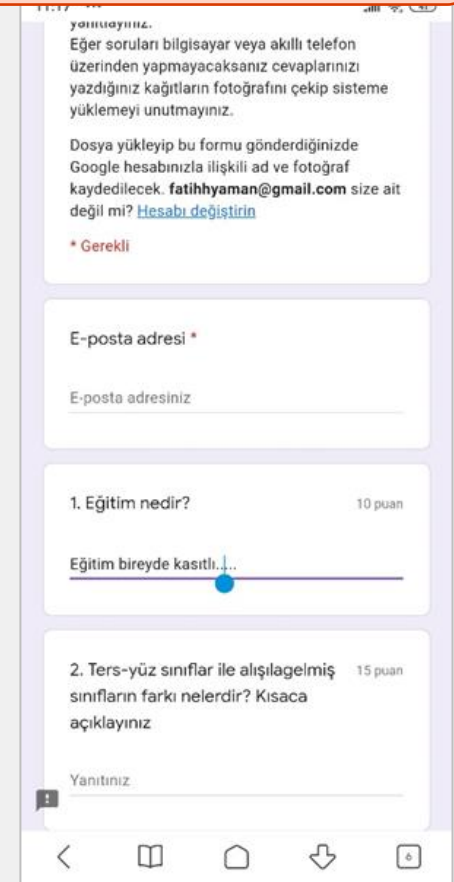 11:17
yanıtlayınız.
Eğer soruları bilgisayar veya akıllı telefon
üzerinden yapmayacaksanız cevaplarınızı
yazdığınız kağıtların fotoğrafını çekip sisteme
yüklemeyi unutmayınız.
Dosya yükleyip bu formu gönderdiğinizde
Google hesabınızla ilişkili ad ve fotoğraf
kaydedilecek. fatihhyaman@gmail.com size ait
değil mi? Hesabı değiştirin
* Gerekli
E-posta adresi *
E-posta adresiniz
1. Eğitim nedir? 10 puan
Eğitim bireyde kasıtlı.....
2. Ters-yüz sınıflar ile alışılagelmiş 15 puan
sınıfların farkı nelerdir? Kısaca
açıklayınız
Yanıtınız
6